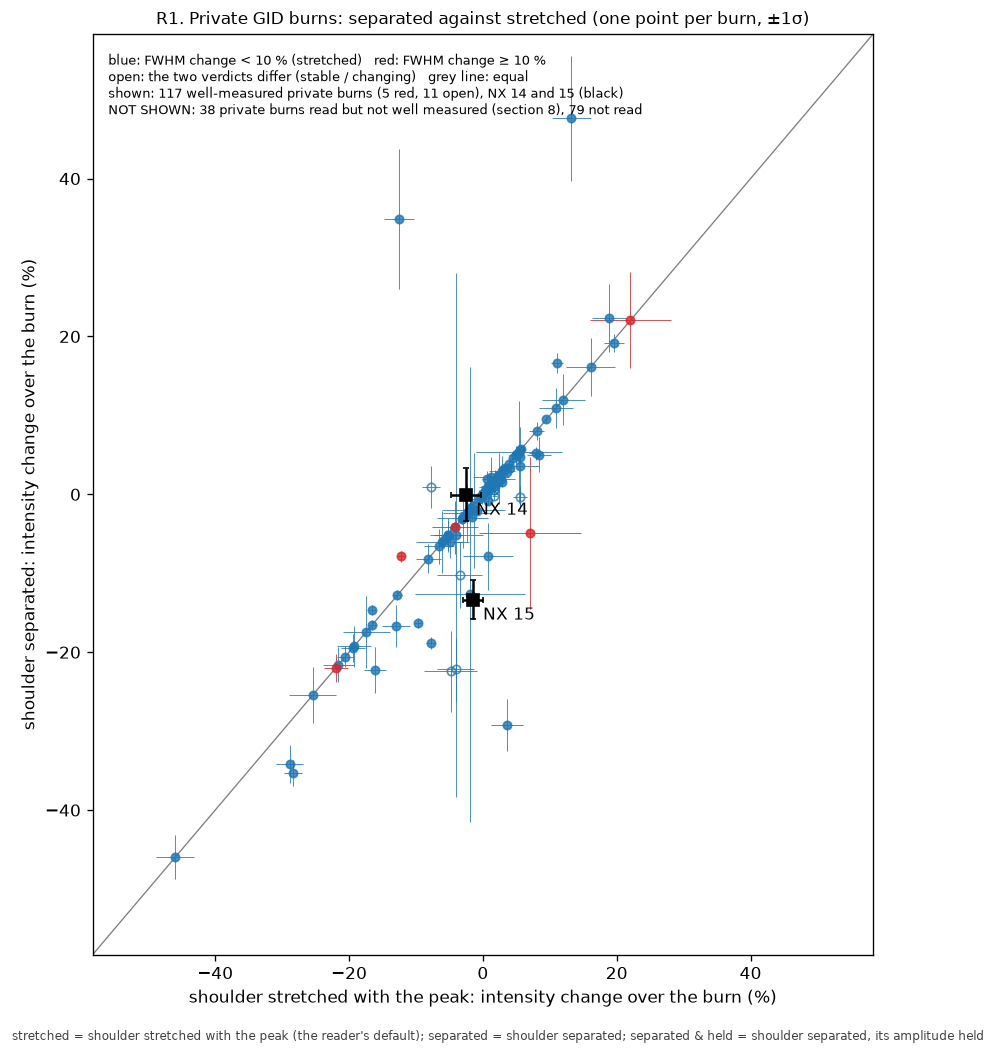 R1. Private GID burns: separated against stretched (one point per burn, ±1σ)
blue: FWHM change < 10 % (stretched)   red: FWHM change ≥ 10 %
open: the two verdicts differ (stable / changing)   grey line: equal
shown: 117 well-measured private burns (5 red, 11 open), NX 14 and 15 (black)
NOT SHOWN: 38 private burns read but not well measured (section 8), 79 not read
shoulder separated: intensity change over the burn (%)
40
20
0
−20
−40
NX 14
NX 15
−40 −20 0 20 40
shoulder stretched with the peak: intensity change over the burn (%)
stretched = shoulder stretched with the peak (the reader's default); separated = shoulder separated; separated & held = shoulder separated, its amplitude held